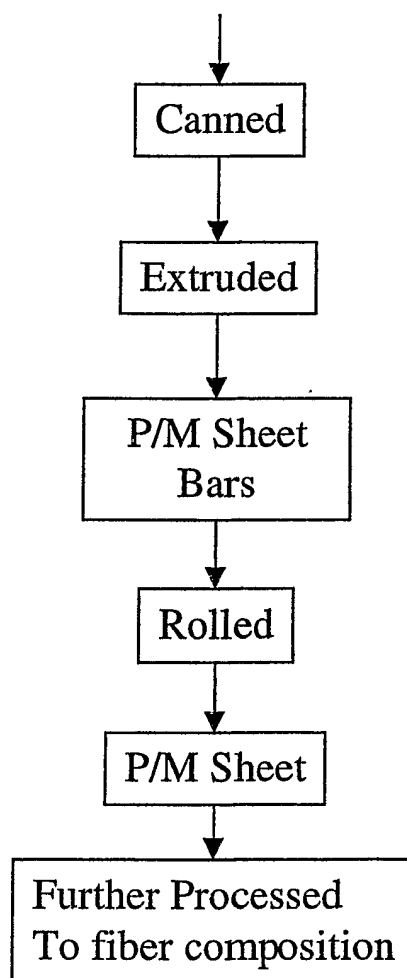 Canned
Extruded
P/M Sheet
Bars
Rolled
P/M Sheet
Further Processed
To fiber composition